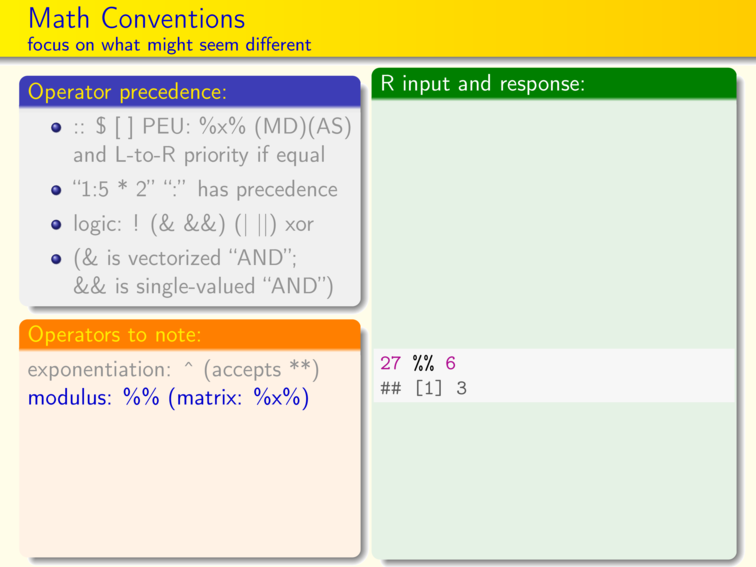 Math Conventions
focus on what might seem different
Operator precedence:
:: $ [ ] PEU: %x% (MD)(AS)
and L-to-R priority if equal
“1:5 * 2” “:” has precedence
logic: ! (& &&) (| ||) xor
(& is vectorized “AND”;
&& is single-valued “AND”)
Operators to note:
exponentiation: ^ (accepts **)
modulus: %% (matrix: %x%)
R input and response:
27 %% 6
## [1] 3